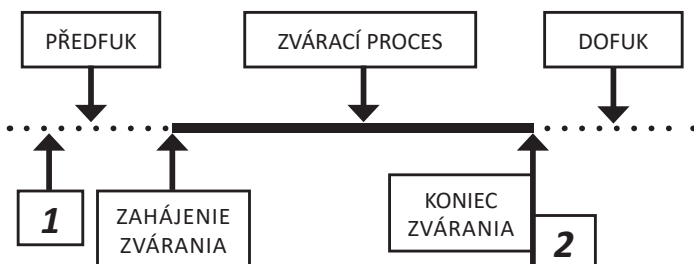 PŘEDFUK
ZVÁRACÍ PROCES
DOFUK
1
ZAHÁJENIE
ZVÁRANIA
KONIEC
ZVÁRANIA
2